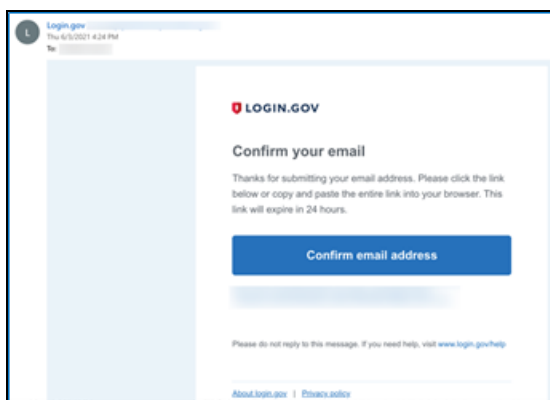 L
Login.gov
Thu 6/3/2021 4:24 PM
To:
LOGIN.GOV
Confirm your email
Thanks for submitting your email address. Please click the link
below or copy and paste the entire link into your browser. This
link will expire in 24 hours.
Confirm email address
Please do not reply to this message. If you need help, visit www.login.gov/help
About login.gov | Privacy policy